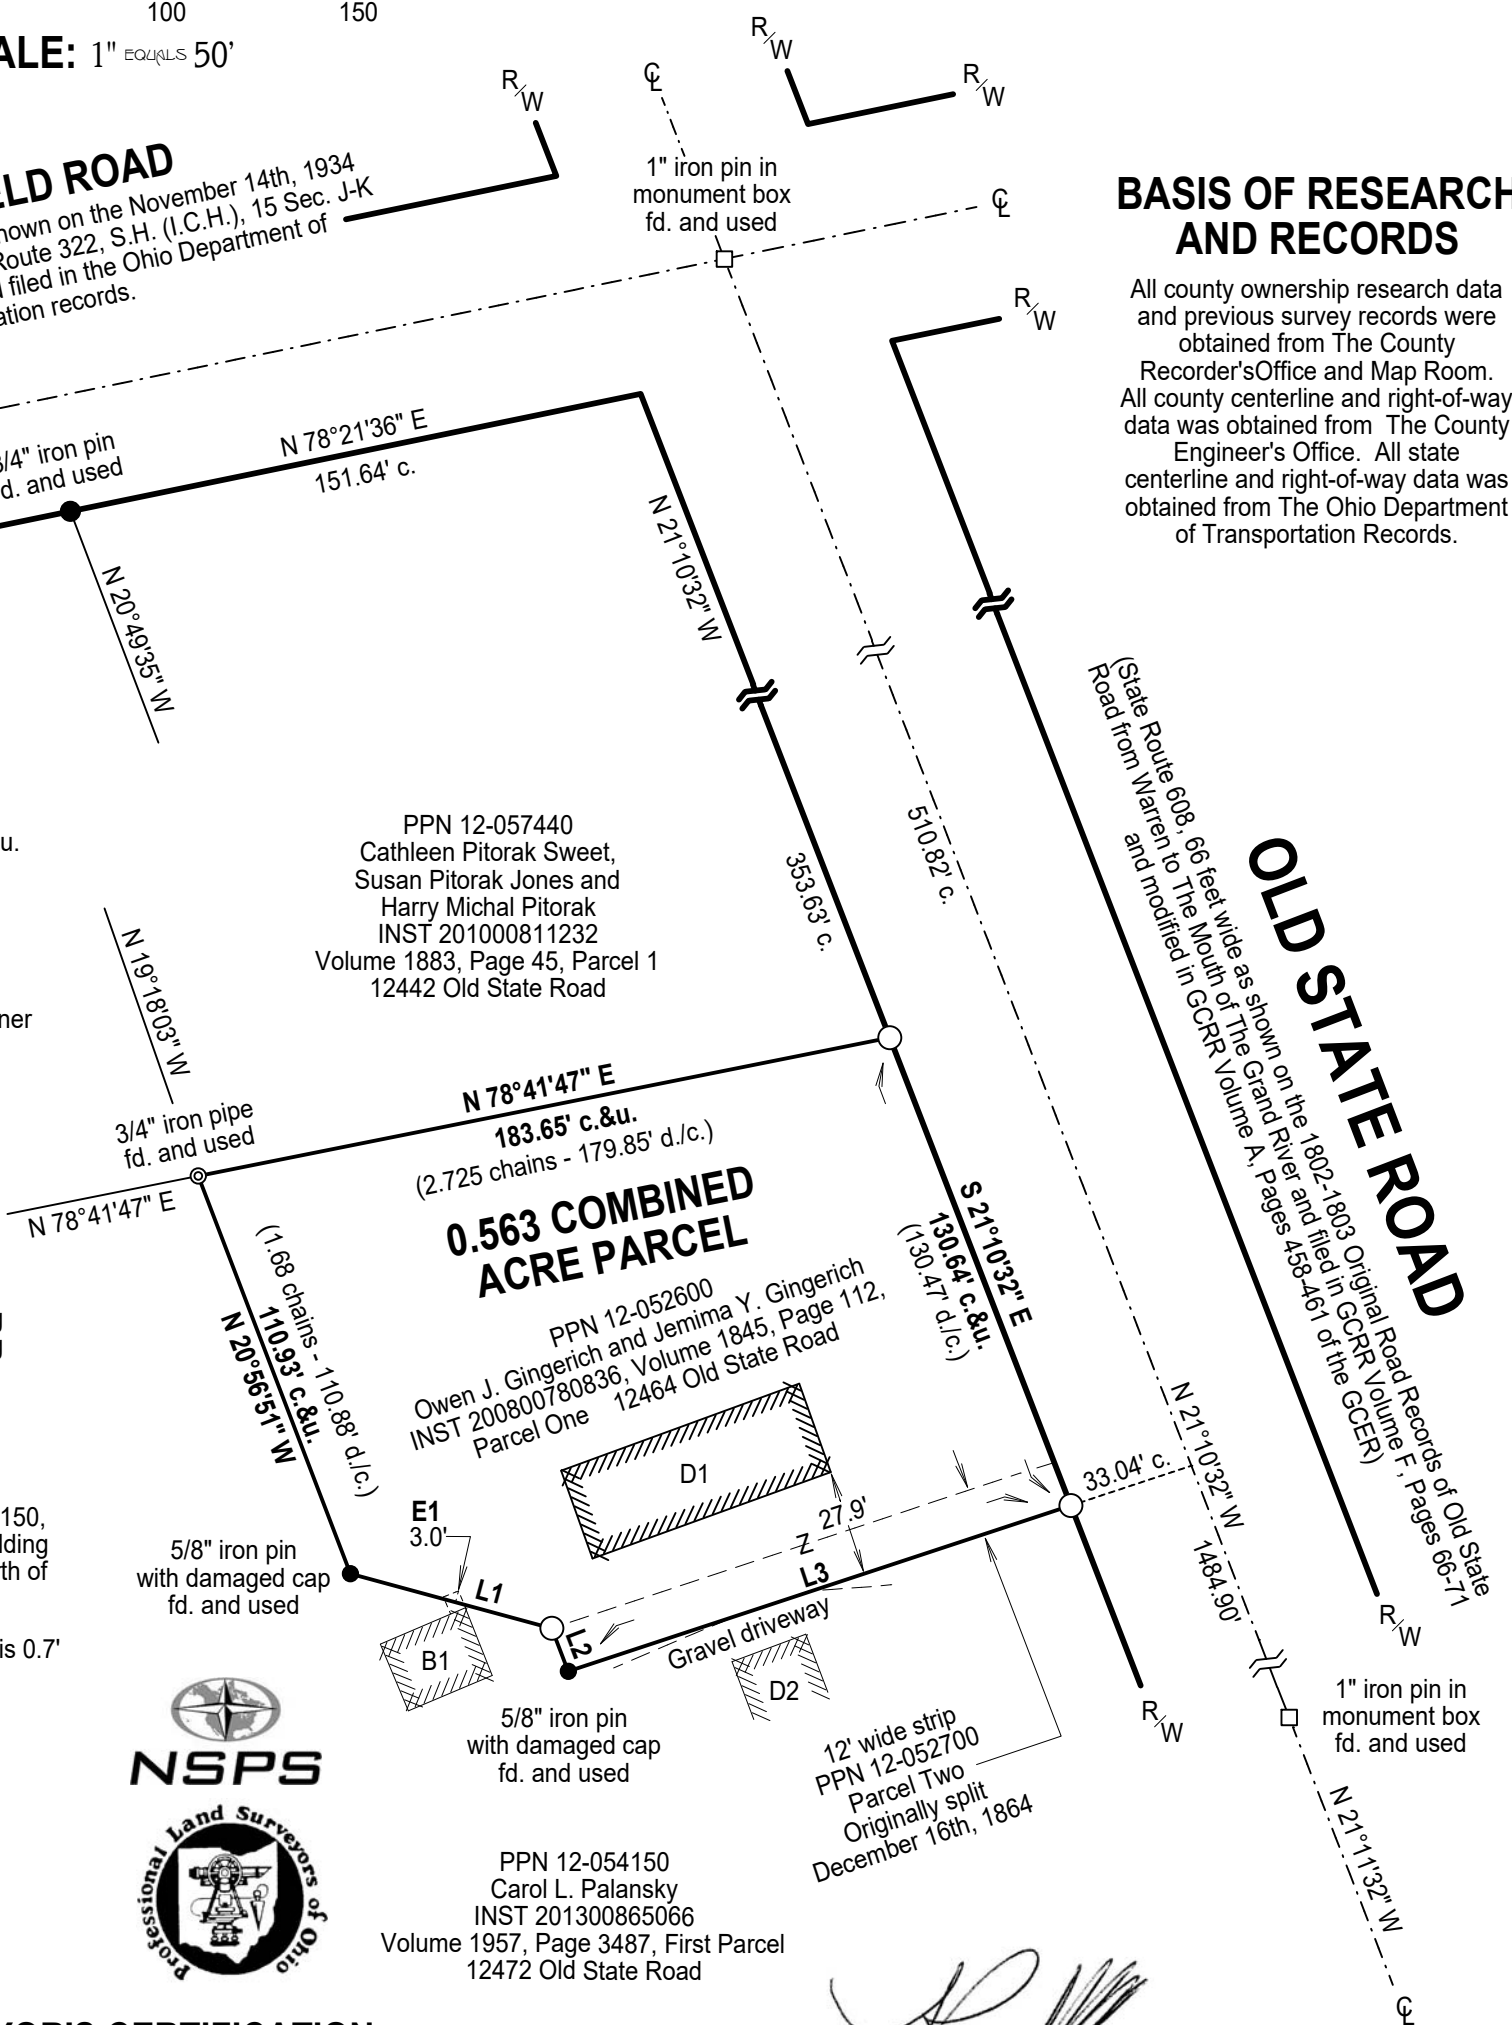 100 150
ALE: 1" EQUALS 50'
R/W
R/W
℄
R/W
ELD ROAD
hown on the November 14th, 1934
Route 322, S.H. (I.C.H.), 15 Sec. J-K
filed in the Ohio Department of
ation records.
1" iron pin in
monument box
fd. and used
℄
R/W
BASIS OF RESEARCH
AND RECORDS
All county ownership research data
and previous survey records were
obtained from The County
Recorder'sOffice and Map Room.
All county centerline and right-of-way
data was obtained from The County
Engineer's Office. All state
centerline and right-of-way data was
obtained from The Ohio Department
of Transportation Records.
3/4" iron pin
d. and used
N 78°21'36" E
151.64' c.
N 20°49'35" W
N 21°10'32" W
353.63' c.
510.82' c.
u.
PPN 12-057440
Cathleen Pitorak Sweet,
Susan Pitorak Jones and
Harry Michal Pitorak
INST 201000811232
Volume 1883, Page 45, Parcel 1
12442 Old State Road
OLD STATE ROAD
(State Route 608, 66 feet wide as shown on the 1802-1803 Original Road Records of Old State
Road from Warren to The Mouth of The Grand River and filed in GCRR Volume F, Pages 66-71
and modified in GCRR Volume A, Pages 458-461 of the GCER)
N 19°18'03" W
ner
3/4" iron pipe
fd. and used
N 78°41'47" E
N 78°41'47" E
183.65' c.&u.
(2.725 chains - 179.85' d./c.)
0.563 COMBINED
ACRE PARCEL
PPN 12-052600
Owen J. Gingerich and Jemima Y. Gingerich
INST 200800780836, Volume 1845, Page 112,
Parcel One 12464 Old State Road
(1.68 chains - 110.88' d./c.)
110.93' c.&u.
N 20°56'51" W
S 21°10'32" E
130.64' c.&u.
(130.47' d./c.)
g
g
150,
lding
th of
is 0.7'
D1
27.9'
33.04' c.
N 21°10'32" W
1484.90'
E1
3.0'
L1
Z
L3
L2
Gravel driveway
5/8" iron pin
with damaged cap
fd. and used
B1
D2
R/W
R/W
5/8" iron pin
with damaged cap
fd. and used
12' wide strip
PPN 12-052700
Parcel Two
Originally split
December 16th, 1864
1" iron pin in
monument box
fd. and used
N 21°11'32" W
℄
NSPS
Professional Land Surveyors of Ohio
PPN 12-054150
Carol L. Palansky
INST 201300865066
Volume 1957, Page 3487, First Parcel
12472 Old State Road